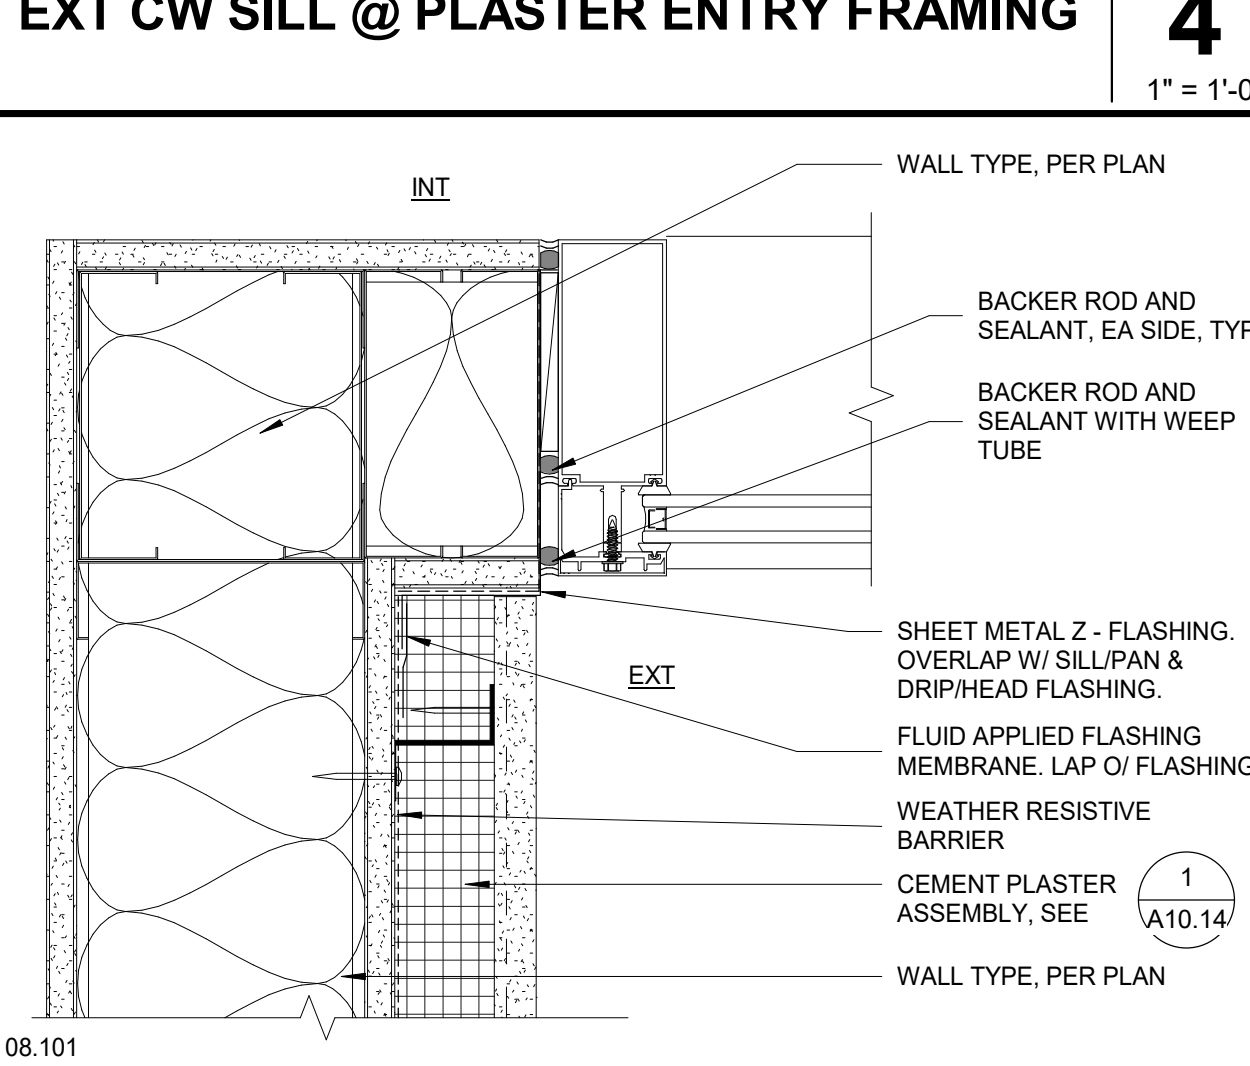 EXT CW SILL @ PLASTER ENTRY FRAMING
4
1" = 1'-0
INT
WALL TYPE, PER PLAN
BACKER ROD AND
SEALANT, EA SIDE, TYP
BACKER ROD AND
SEALANT WITH WEEP
TUBE
SHEET METAL Z - FLASHING.
OVERLAP W/ SILL/PAN &
DRIP/HEAD FLASHING.
EXT
FLUID APPLIED FLASHING
MEMBRANE. LAP O/ FLASHING
WEATHER RESISTIVE
BARRIER
CEMENT PLASTER
ASSEMBLY, SEE
1
A10.14
WALL TYPE, PER PLAN
08.101